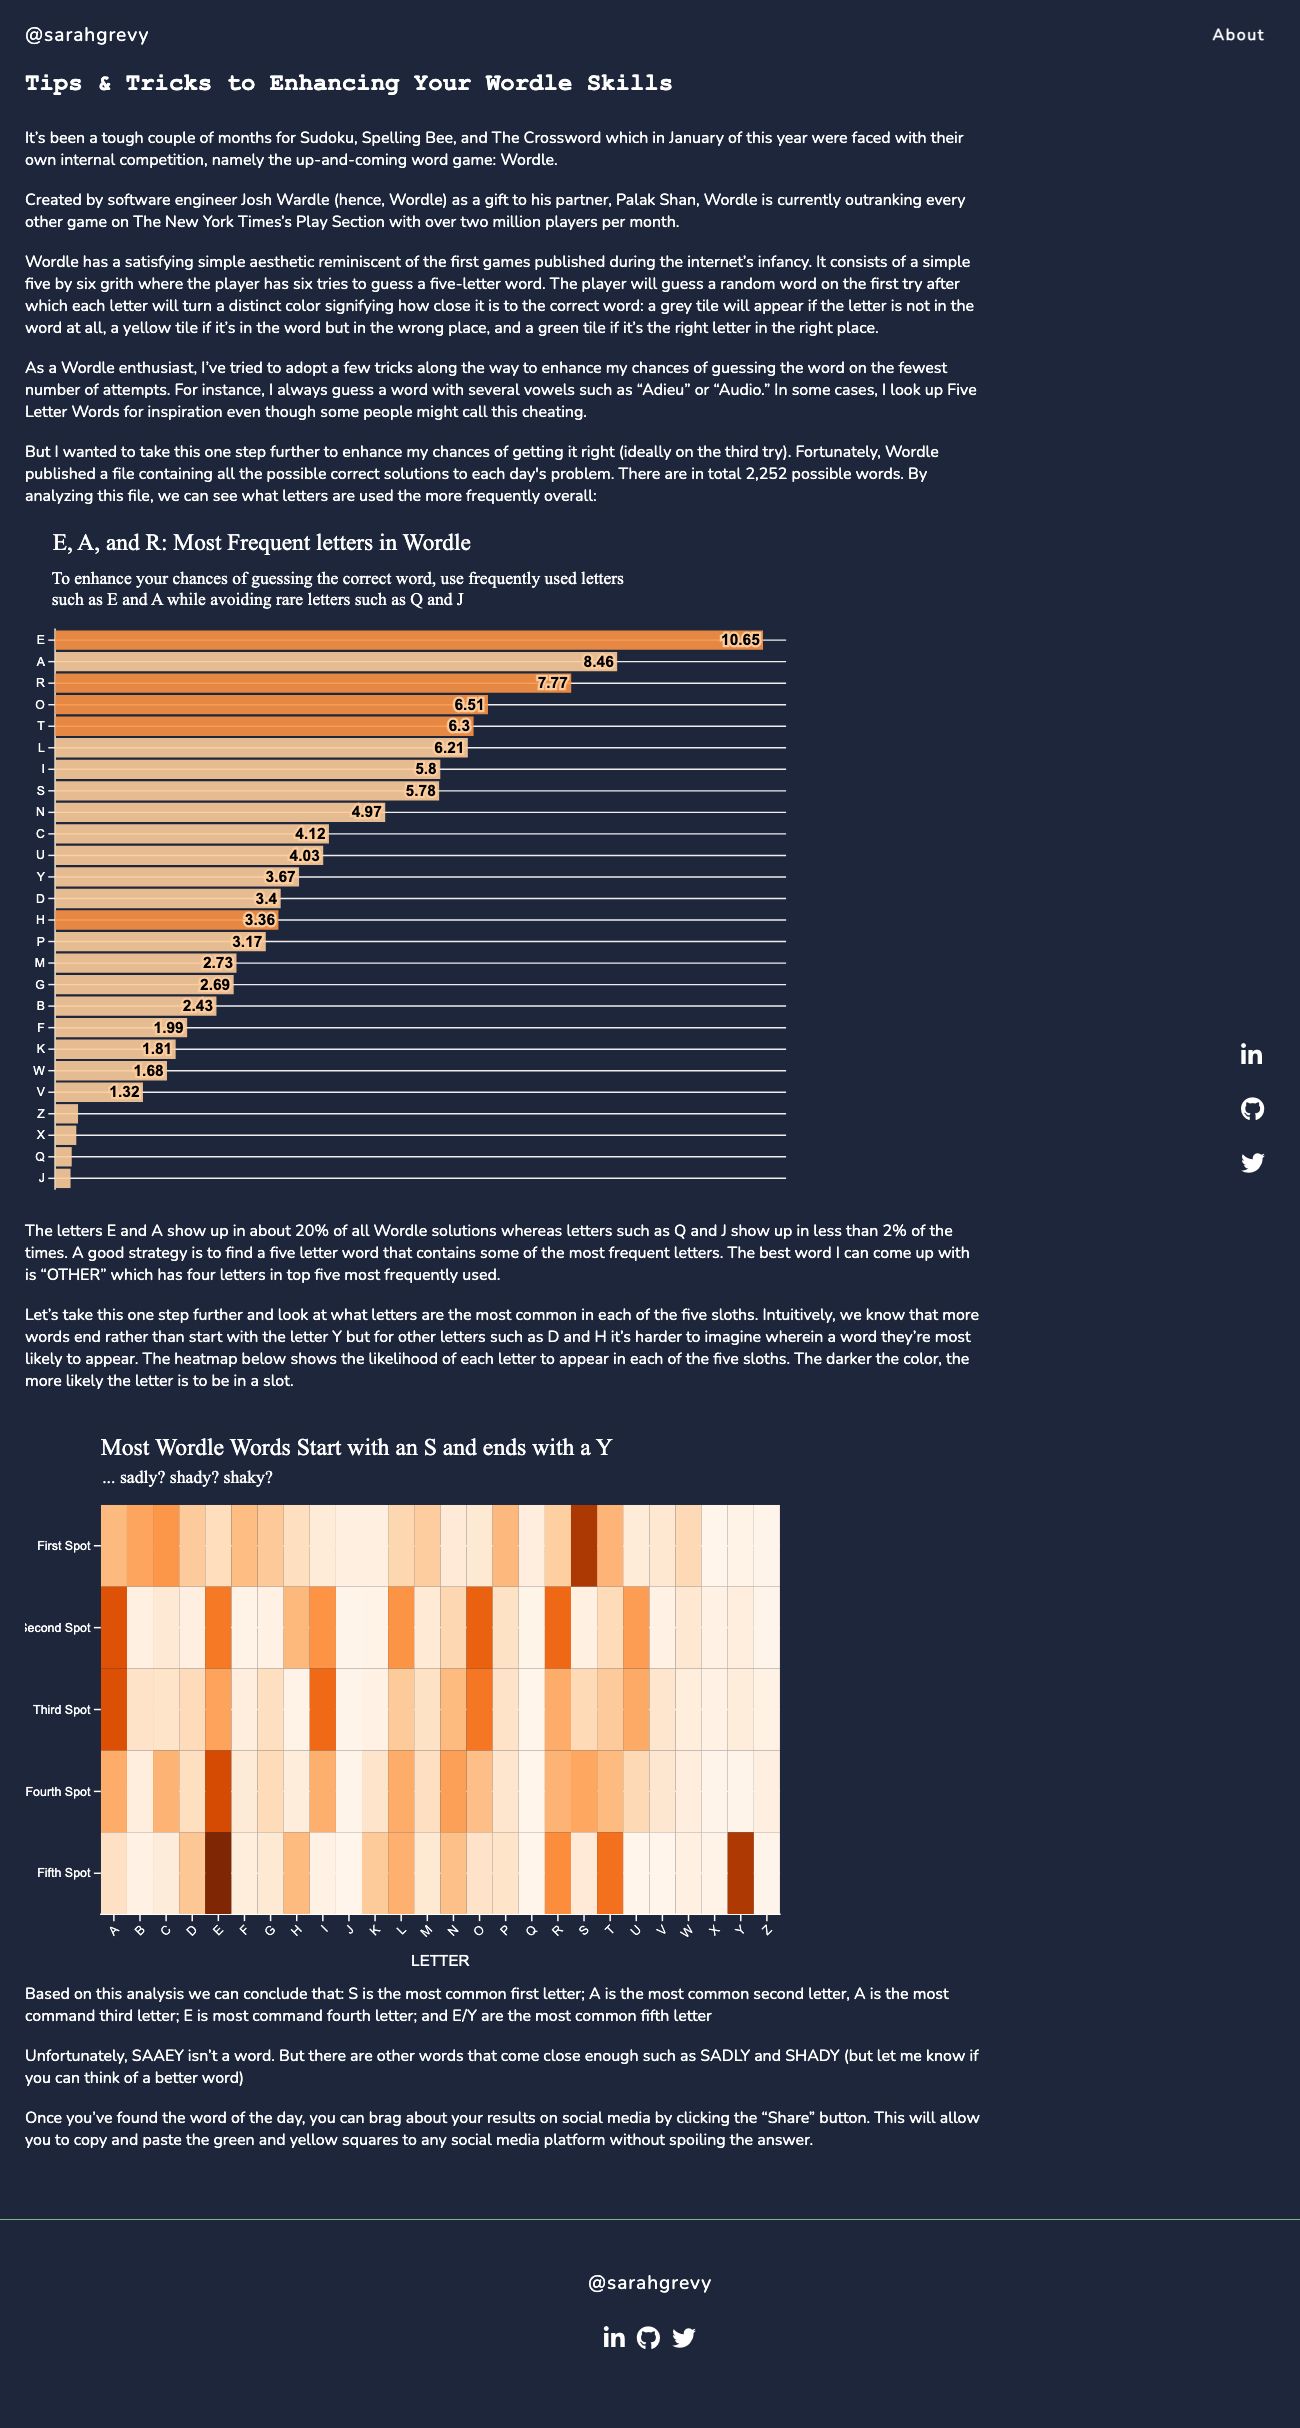 @sarahgrevy
About
Tips & Tricks to Enhancing Your Wordle Skills
It’s been a tough couple of months for Sudoku, Spelling Bee, and The Crossword which in January of this year were faced with their
own internal competition, namely the up-and-coming word game: Wordle.
Created by software engineer Josh Wardle (hence, Wordle) as a gift to his partner, Palak Shan, Wordle is currently outranking every
other game on The New York Times’s Play Section with over two million players per month.
Wordle has a satisfying simple aesthetic reminiscent of the first games published during the internet’s infancy. It consists of a simple
five by six grith where the player has six tries to guess a five-letter word. The player will guess a random word on the first try after
which each letter will turn a distinct color signifying how close it is to the correct word: a grey tile will appear if the letter is not in the
word at all, a yellow tile if it’s in the word but in the wrong place, and a green tile if it’s the right letter in the right place.
As a Wordle enthusiast, I’ve tried to adopt a few tricks along the way to enhance my chances of guessing the word on the fewest
number of attempts. For instance, I always guess a word with several vowels such as “Adieu” or “Audio.” In some cases, I look up Five
Letter Words for inspiration even though some people might call this cheating.
But I wanted to take this one step further to enhance my chances of getting it right (ideally on the third try). Fortunately, Wordle
published a file containing all the possible correct solutions to each day's problem. There are in total 2,252 possible words. By
analyzing this file, we can see what letters are used the more frequently overall:
E, A, and R: Most Frequent letters in Wordle
To enhance your chances of guessing the correct word, use frequently used letters
such as E and A while avoiding rare letters such as Q and J
E 10.65
A 8.46
R 7.77
O 6.51
T 6.3
L 6.21
I 5.8
S 5.78
N 4.97
C 4.12
U 4.03
Y 3.67
D 3.4
H 3.36
P 3.17
M 2.73
G 2.69
B 2.43
F 1.99
K 1.81
W 1.68
V 1.32
Z
X
Q
J
The letters E and A show up in about 20% of all Wordle solutions whereas letters such as Q and J show up in less than 2% of the
times. A good strategy is to find a five letter word that contains some of the most frequent letters. The best word I can come up with
is “OTHER” which has four letters in top five most frequently used.
Let’s take this one step further and look at what letters are the most common in each of the five sloths. Intuitively, we know that more
words end rather than start with the letter Y but for other letters such as D and H it’s harder to imagine wherein a word they’re most
likely to appear. The heatmap below shows the likelihood of each letter to appear in each of the five sloths. The darker the color, the
more likely the letter is to be in a slot.
Most Wordle Words Start with an S and ends with a Y
... sadly? shady? shaky?
First Spot
Second Spot
Third Spot
Fourth Spot
Fifth Spot
A B C D E F G H I J K L M N O P Q R S T U V W X Y Z
LETTER
Based on this analysis we can conclude that: S is the most common first letter; A is the most common second letter, A is the most
command third letter; E is most command fourth letter; and E/Y are the most common fifth letter
Unfortunately, SAAEY isn’t a word. But there are other words that come close enough such as SADLY and SHADY (but let me know if
you can think of a better word)
Once you’ve found the word of the day, you can brag about your results on social media by clicking the “Share” button. This will allow
you to copy and paste the green and yellow squares to any social media platform without spoiling the answer.
@sarahgrevy